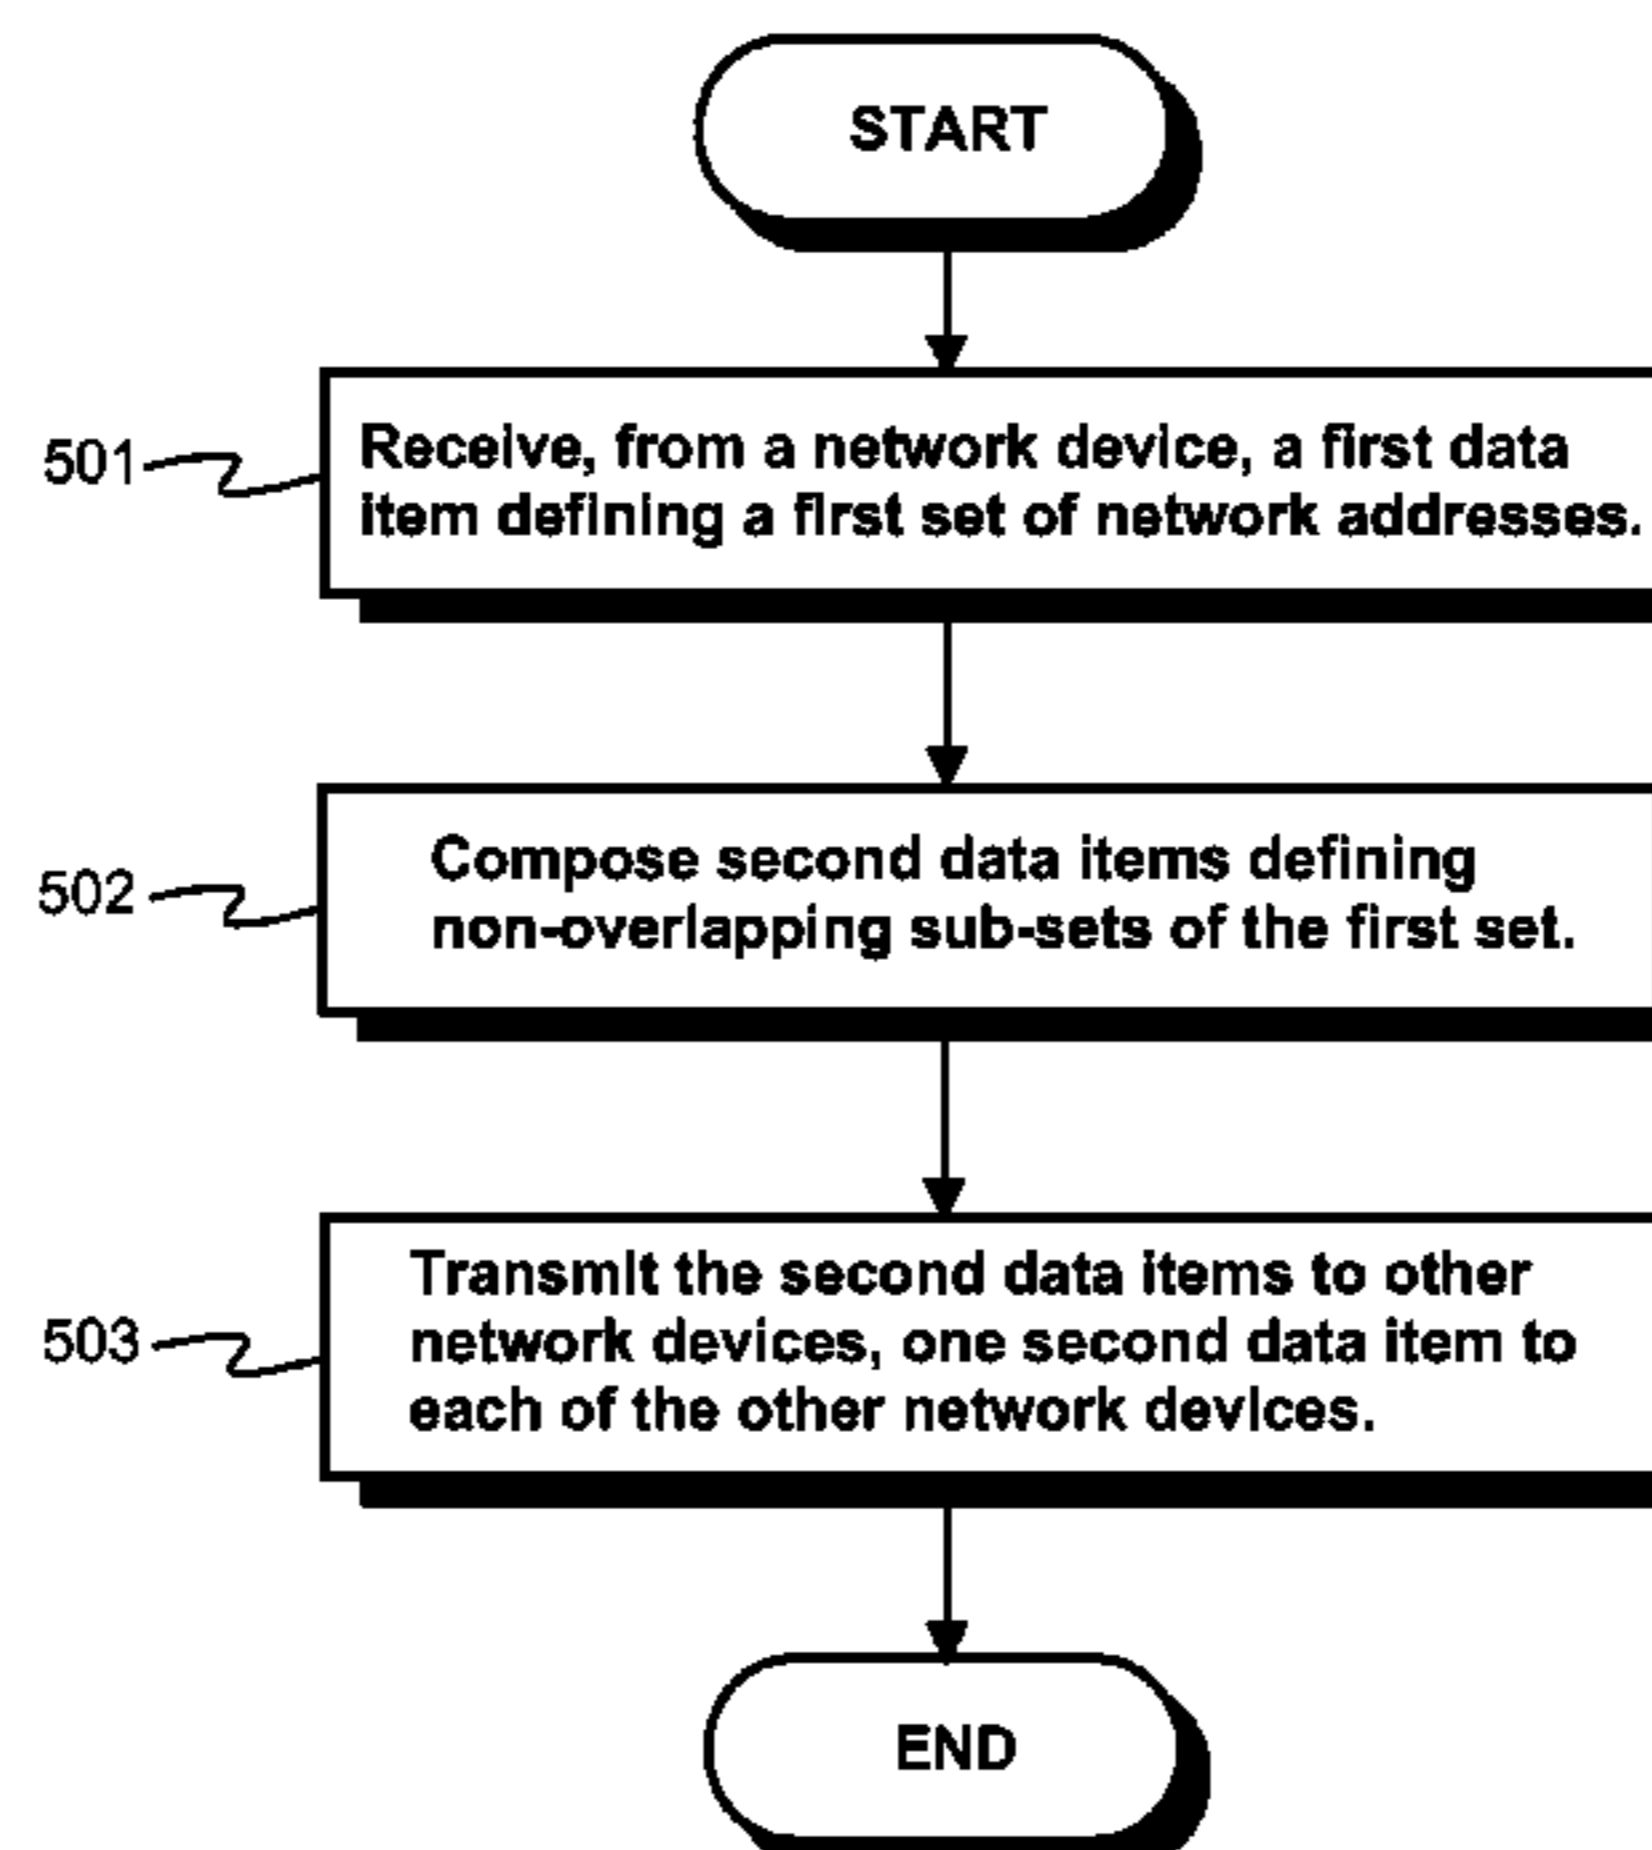 START
501
Receive, from a network device, a first data
item defining a first set of network addresses.
502
Compose second data items defining
non-overlapping sub-sets of the first set.
503
Transmit the second data items to other
network devices, one second data item to
each of the other network devices.
END